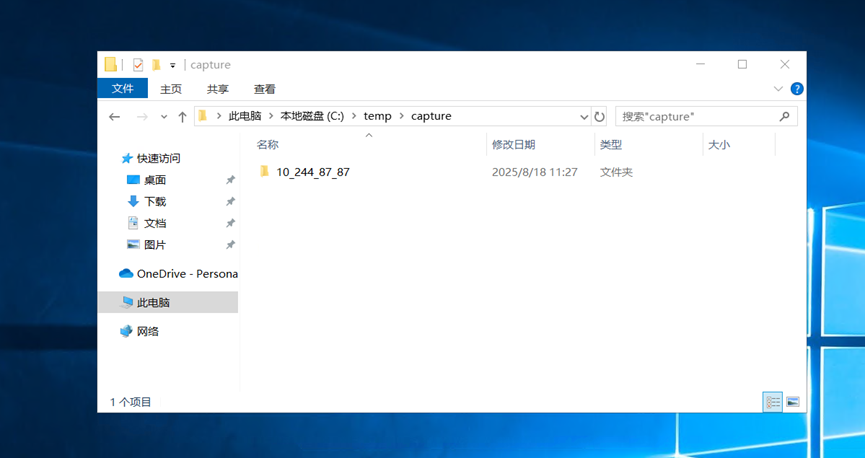 capture
文件 主页 共享 查看
此电脑 本地磁盘 (C:) temp capture 搜索"capture"
名称 修改日期 类型 大小
快速访问
10_244_87_87 2025/8/18 11:27 文件夹
桌面
下载
文档
图片
OneDrive - Persona
此电脑
网络
1 个项目